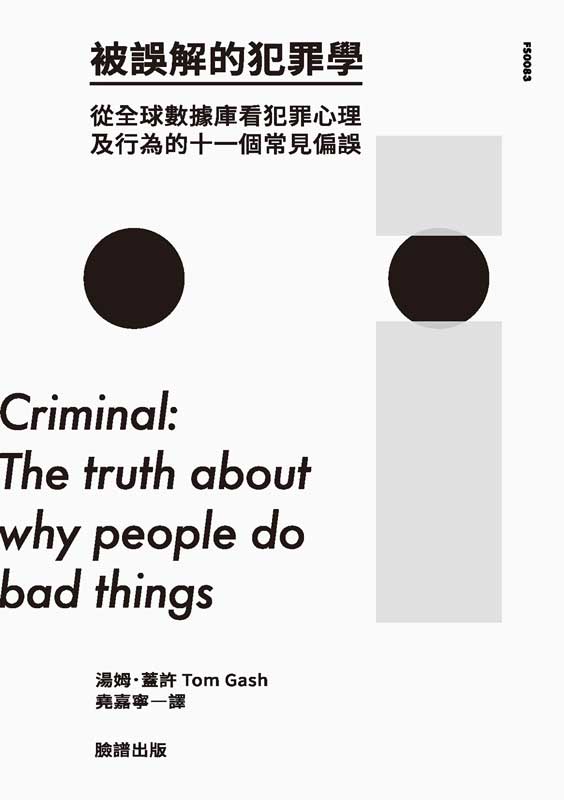 被誤解的犯罪學
FS0083
從全球數據庫看犯罪心理
及行為的十一個常見偏誤
Criminal:
The truth about
why people do
bad things
湯姆·蓋許 Tom Gash
堯嘉寧—譯
臉譜出版